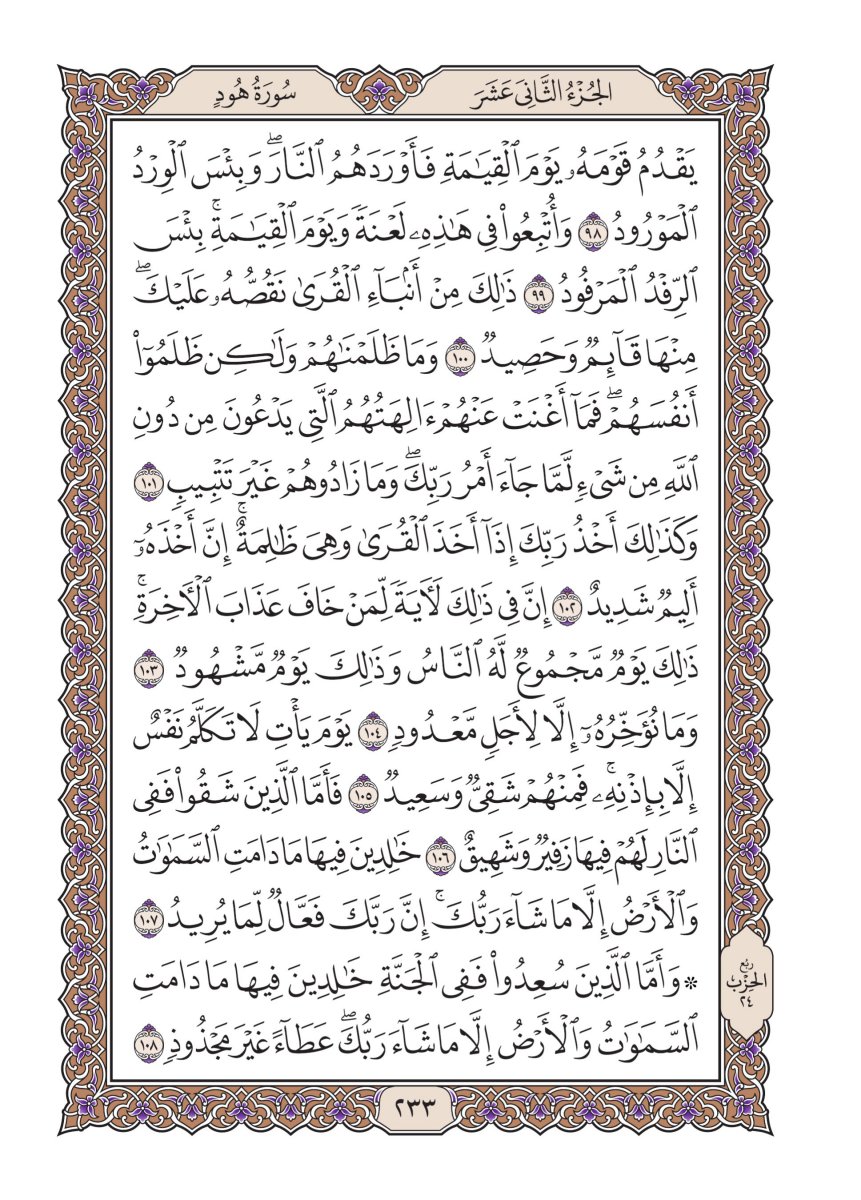 الجُزْءُ الثَّانِيَ عَشَرَ
سُورَةُ هُودٍ
يَقْدُمُ قَوْمَهُۥ يَوْمَ ٱلْقِيَٰمَةِ فَأَوْرَدَهُمُ ٱلنَّارَۖ وَبِئْسَ ٱلْوِرْدُ
ٱلْمَوْرُودُ ٩٨ وَأُتْبِعُوا۟ فِى هَٰذِهِۦ لَعْنَةً وَيَوْمَ ٱلْقِيَٰمَةِۚ بِئْسَ
ٱلرِّفْدُ ٱلْمَرْفُودُ ٩٩ ذَٰلِكَ مِنْ أَنۢبَآءِ ٱلْقُرَىٰ نَقُصُّهُۥ عَلَيْكَۖ
مِنْهَا قَآئِمٌ وَحَصِيدٌ ١٠٠ وَمَا ظَلَمْنَٰهُمْ وَلَٰكِن ظَلَمُوٓا۟
أَنفُسَهُمْۖ فَمَآ أَغْنَتْ عَنْهُمْ ءَالِهَتُهُمُ ٱلَّتِى يَدْعُونَ مِن دُونِ
ٱللَّهِ مِن شَىْءٍ لَّمَّا جَآءَ أَمْرُ رَبِّكَۖ وَمَا زَادُوهُمْ غَيْرَ تَتْبِيبٍ ١٠١
وَكَذَٰلِكَ أَخْذُ رَبِّكَ إِذَآ أَخَذَ ٱلْقُرَىٰ وَهِىَ ظَٰلِمَةٌۚ إِنَّ أَخْذَهُۥٓ
أَلِيمٌ شَدِيدٌ ١٠٢ إِنَّ فِى ذَٰلِكَ لَءَايَةً لِّمَنْ خَافَ عَذَابَ ٱلْءَاخِرَةِۚ
ذَٰلِكَ يَوْمٌ مَّجْمُوعٌ لَّهُ ٱلنَّاسُ وَذَٰلِكَ يَوْمٌ مَّشْهُودٌ ١٠٣
وَمَا نُؤَخِّرُهُۥٓ إِلَّا لِأَجَلٍ مَّعْدُودٍ ١٠٤ يَوْمَ يَأْتِ لَا تَكَلَّمُ نَفْسٌ
إِلَّا بِإِذْنِهِۦۚ فَمِنْهُمْ شَقِىٌّ وَسَعِيدٌ ١٠٥ فَأَمَّا ٱلَّذِينَ شَقُوا۟ فَفِى
ٱلنَّارِ لَهُمْ فِيهَا زَفِيرٌ وَشَهِيقٌ ١٠٦ خَٰلِدِينَ فِيهَا مَا دَامَتِ ٱلسَّمَٰوَٰتُ
وَٱلْأَرْضُ إِلَّا مَا شَآءَ رَبُّكَۚ إِنَّ رَبَّكَ فَعَّالٌ لِّمَا يُرِيدُ ١٠٧
۞ وَأَمَّا ٱلَّذِينَ سُعِدُوا۟ فَفِى ٱلْجَنَّةِ خَٰلِدِينَ فِيهَا مَا دَامَتِ
ٱلسَّمَٰوَٰتُ وَٱلْأَرْضُ إِلَّا مَا شَآءَ رَبُّكَۖ عَطَآءً غَيْرَ مَجْذُوذٍ ١٠٨
رُبع
الحِزْب
٢٤
٢٣٣